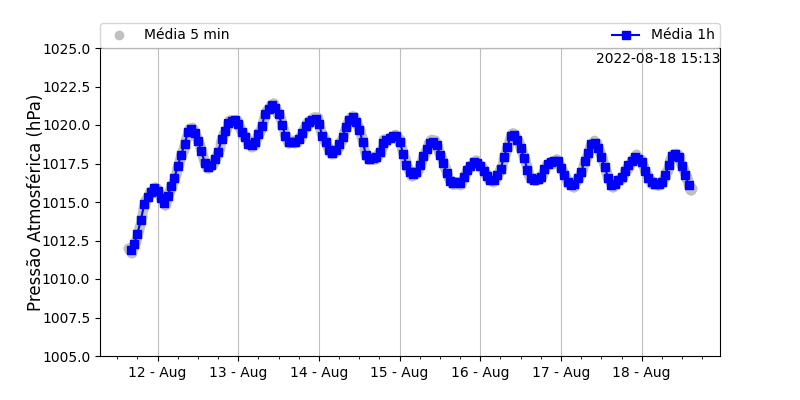 Média 5 min
Média 1h
2022-08-18 15:13
Pressão Atmosférica (hPa)
1025.0
1022.5
1020.0
1017.5
1015.0
1012.5
1010.0
1007.5
1005.0
12 - Aug
13 - Aug
14 - Aug
15 - Aug
16 - Aug
17 - Aug
18 - Aug